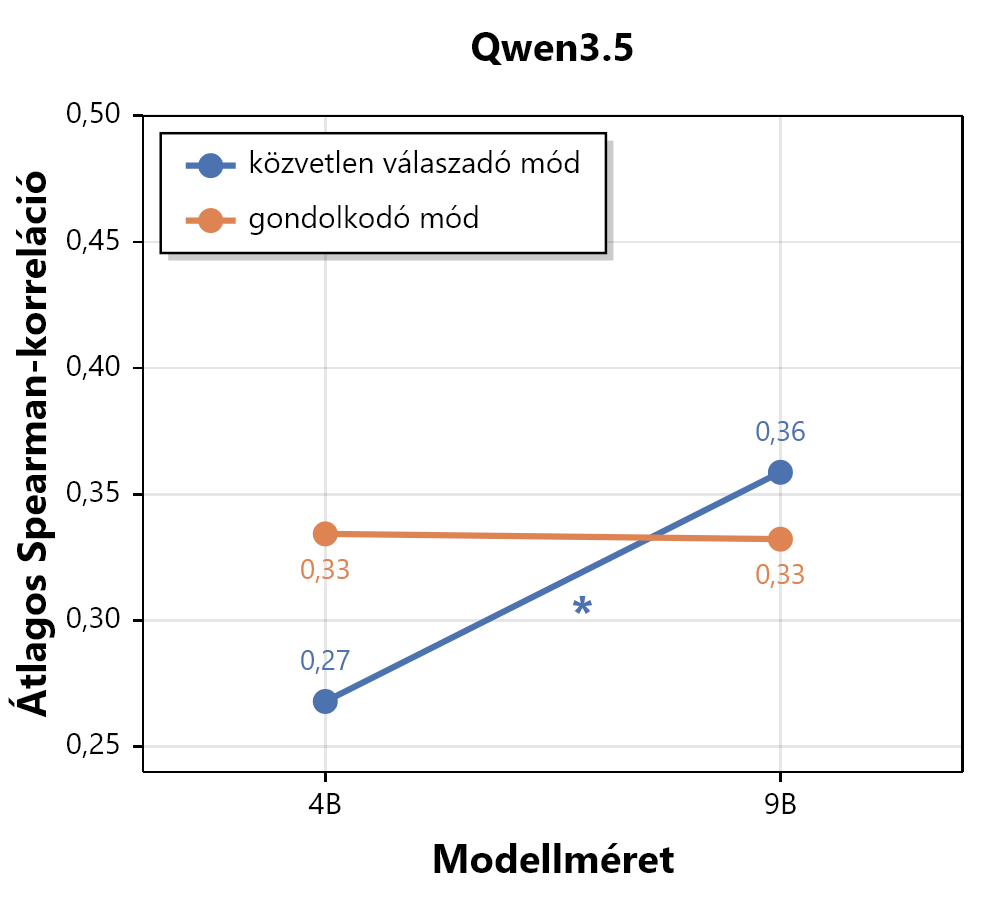 Qwen3.5
0,50
0,45
0,40
0,35
0,30
0,25
Átlagos Spearman-korreláció
közvetlen válaszadó mód
gondolkodó mód
0,36
0,33
0,33
*
0,27
4B
9B
Modellméret